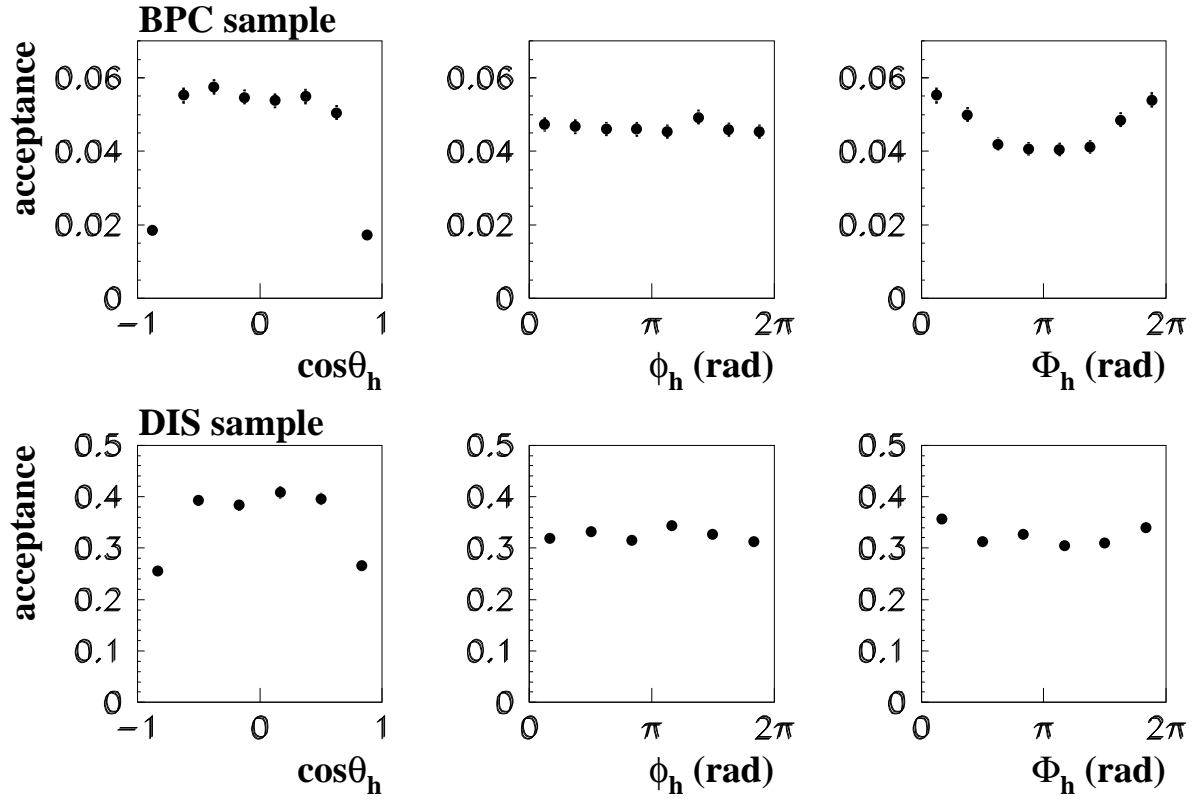 BPC sample
acceptance
0.06
0.04
0.02
0
−1 0 1
cosθh
0.06
0.04
0.02
0
0 π 2π
ϕh (rad)
0.06
0.04
0.02
0
0 π 2π
Φh (rad)
DIS sample
acceptance
0.5
0.4
0.3
0.2
0.1
0
−1 0 1
cosθh
0.5
0.4
0.3
0.2
0.1
0
0 π 2π
ϕh (rad)
0.5
0.4
0.3
0.2
0.1
0
0 π 2π
Φh (rad)